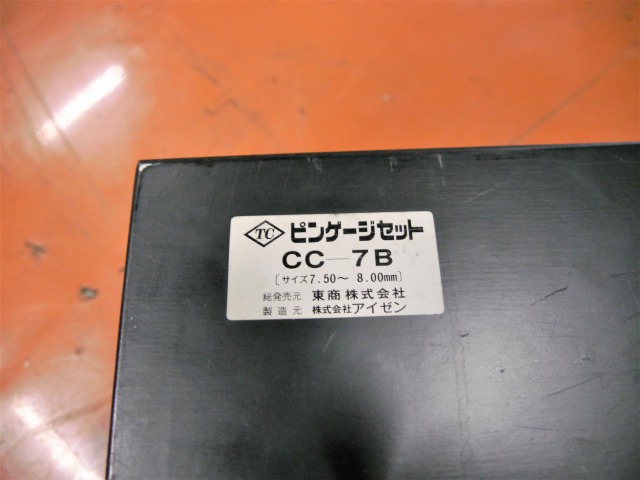 TC ピンゲージセット
CC—7B
〔サイズ7.50～ 8.00mm〕
総発売元 東商株式会社
製造元 株式会社アイゼン